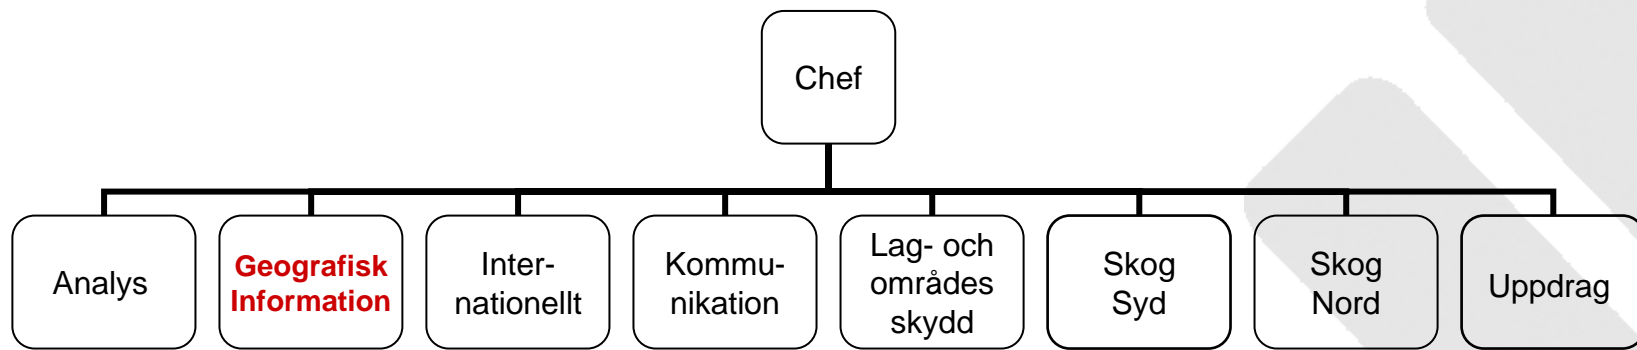 Chef
Analys
Geografisk
Information
Inter-
nationellt
Kommu-
nikation
Lag- och
områdes
skydd
Skog
Syd
Skog
Nord
Uppdrag